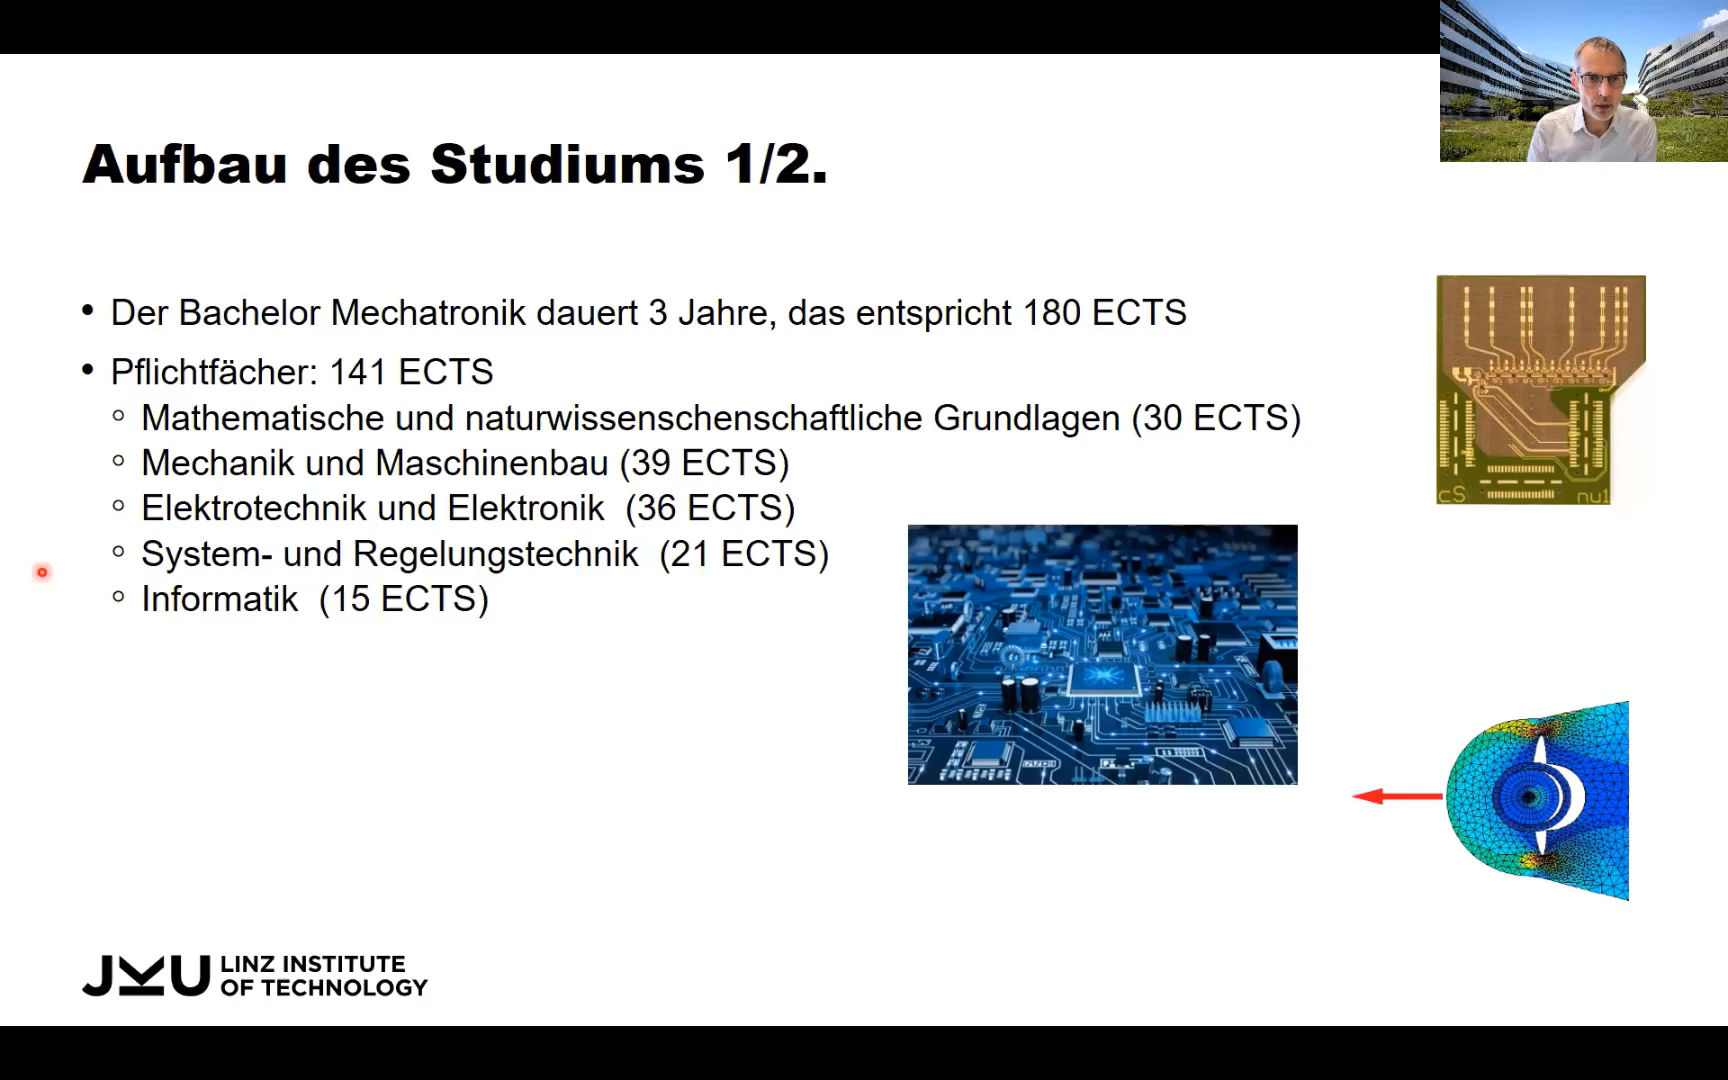 Aufbau des Studiums 1/2.
• Der Bachelor Mechatronik dauert 3 Jahre, das entspricht 180 ECTS
• Pflichtfächer: 141 ECTS
◦ Mathematische und naturwissenschenschaftliche Grundlagen (30 ECTS)
◦ Mechanik und Maschinenbau (39 ECTS)
◦ Elektrotechnik und Elektronik (36 ECTS)
◦ System- und Regelungstechnik (21 ECTS)
◦ Informatik (15 ECTS)
cS nu1
JKU LINZ INSTITUTE
OF TECHNOLOGY